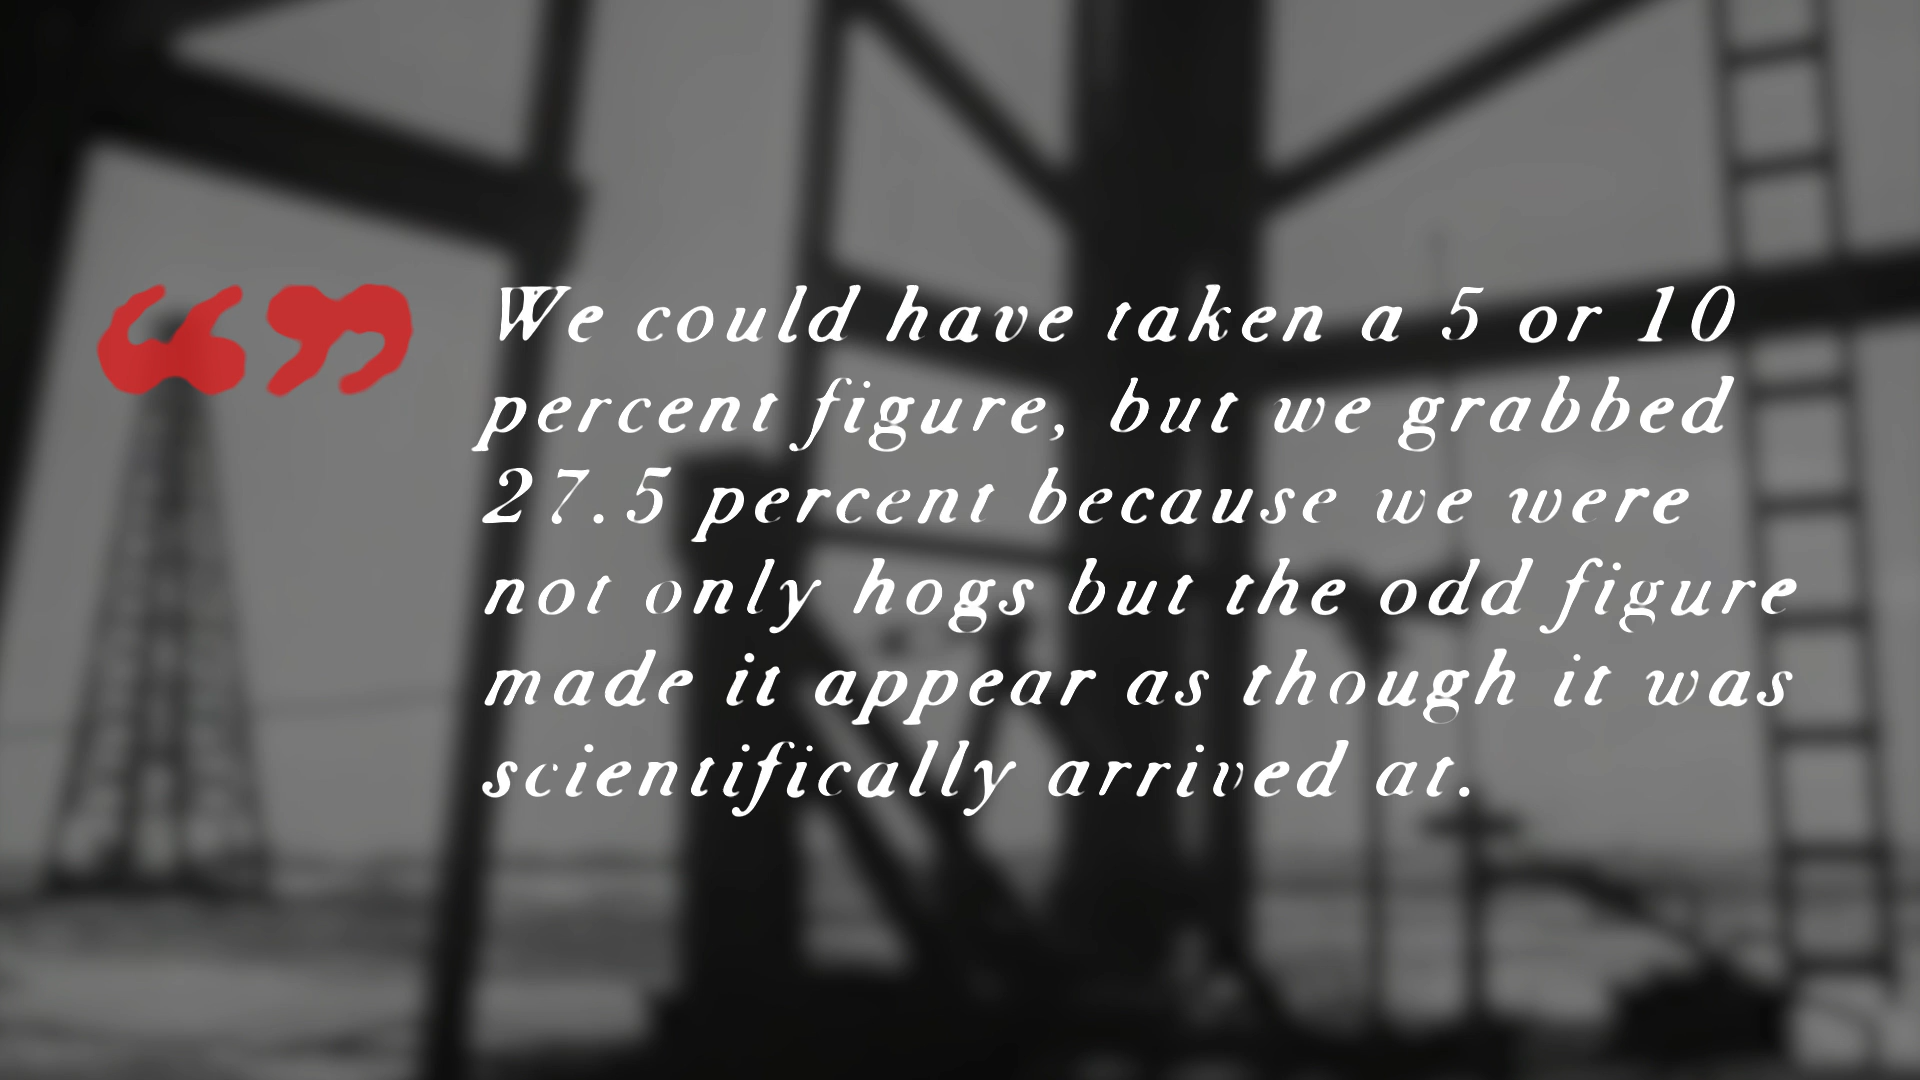 “”
We could have taken a 5 or 10
percent figure, but we grabbed
27.5 percent because we were
not only hogs but the odd figure
made it appear as though it was
scientifically arrived at.